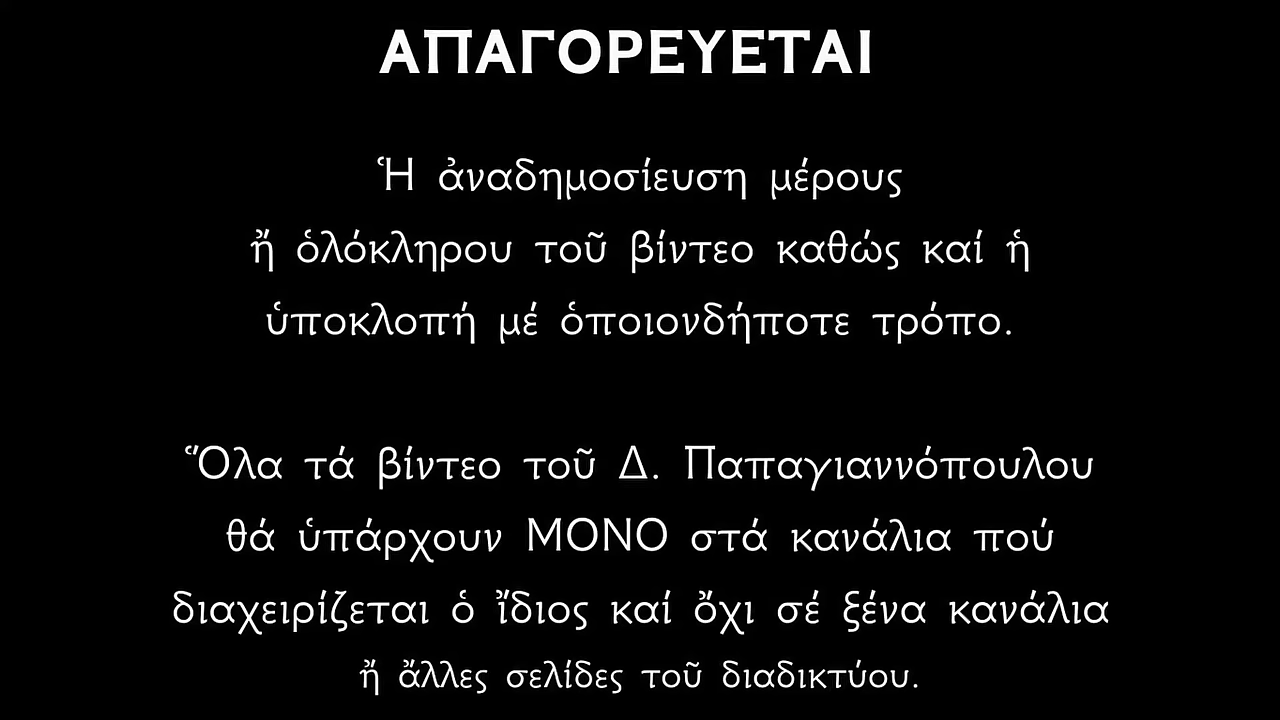 ΑΠΑΓΟΡΕΥΕΤΑΙ
Ἡ ἀναδημοσίευση μέρους
ἤ ὁλόκληρου τοῦ βίντεο καθώς καί ἡ
ὑποκλοπή μέ ὁποιονδήποτε τρόπο.
Ὅλα τά βίντεο τοῦ Δ. Παπαγιαννόπουλου
θά ὑπάρχουν ΜΟΝΟ στά κανάλια πού
διαχειρίζεται ὁ ἴδιος καί ὄχι σέ ξένα κανάλια
ἤ ἄλλες σελίδες τοῦ διαδικτύου.